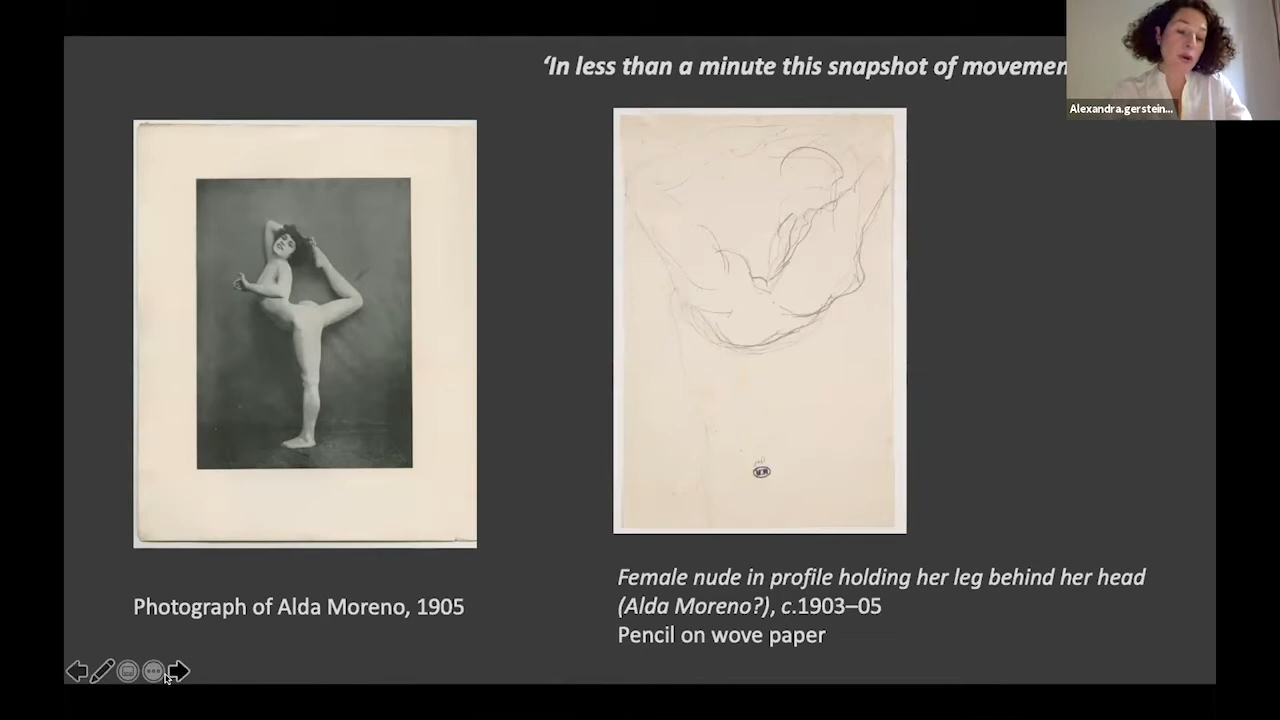 ‘In less than a minute this snapshot of movemen
Alexandra.gerstein...
Photograph of Alda Moreno, 1905
Female nude in profile holding her leg behind her head
(Alda Moreno?), c.1903–05
Pencil on wove paper